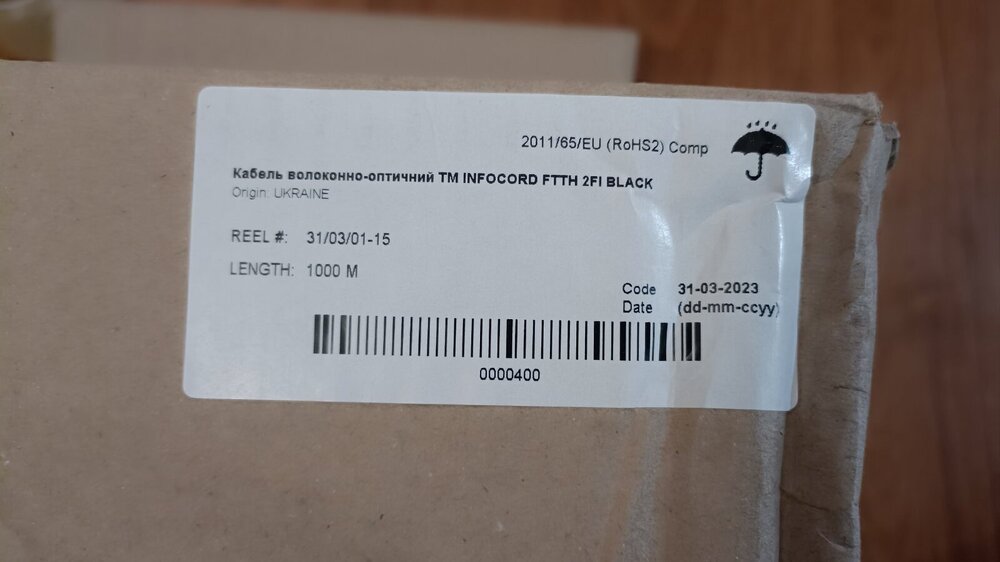 2011/65/EU (RoHS2) Comp
Кабель волоконно-оптичний ТМ INFOCORD FTTH 2FI BLACK
Origin: UKRAINE
REEL #: 31/03/01-15
LENGTH: 1000 M
Code 31-03-2023
Date (dd-mm-ccyy)
0000400